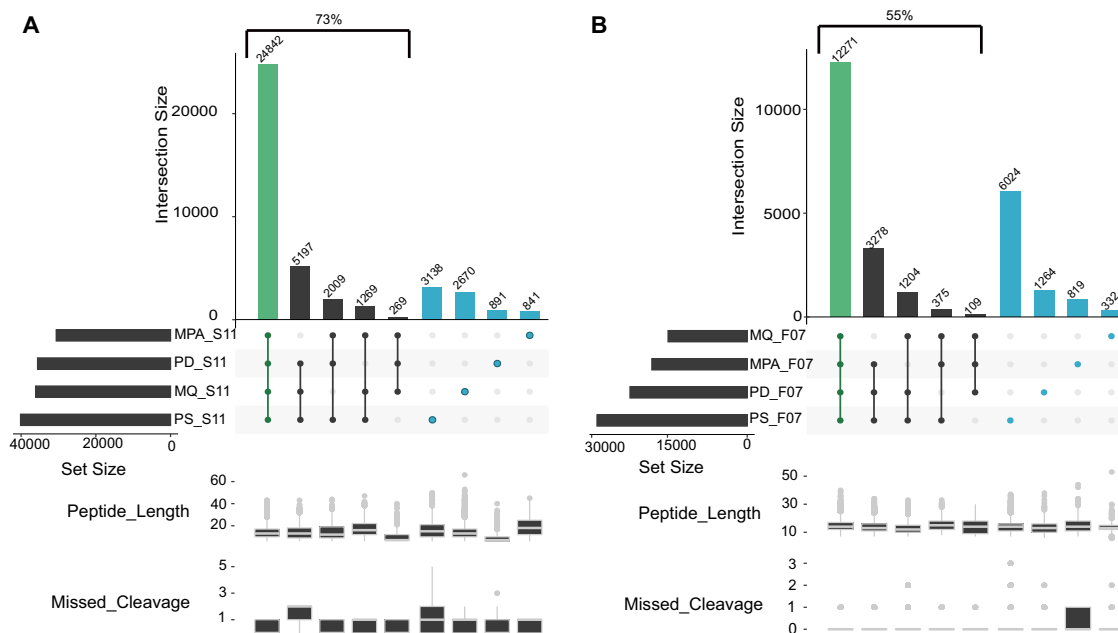 A
73%
24842
Intersection Size
20000
10000
0
5197
2009
1269
269
3138
2670
891
841
MPA_S11
PD_S11
MQ_S11
PS_S11
40000 20000 0
Set Size
Peptide_Length
60
40
20
Missed_Cleavage
5
3
1
B
55%
12271
Intersection Size
10000
5000
0
3278
1204
375
109
6024
1264
819
332
MQ_F07
MPA_F07
PD_F07
PS_F07
30000 15000 0
Set Size
Peptide_Length
50
30
10
Missed_Cleavage
3
2
1
0